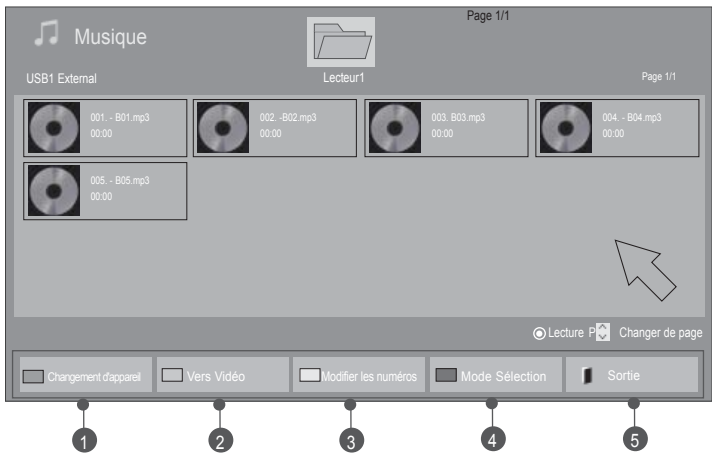 Page 1/1
Musique
USB1 External
Lecteur1
Page 1/1
001. - B01.mp3
00:00
002. -B02.mp3
00:00
003. B03.mp3
00:00
004. - B04.mp3
00:00
005. - B05.mp3
00:00
Lecture P Changer de page
Changement d'appareil
Vers Vidéo
Modifier les numéros
Mode Sélection
Sortie
1
2
3
4
5